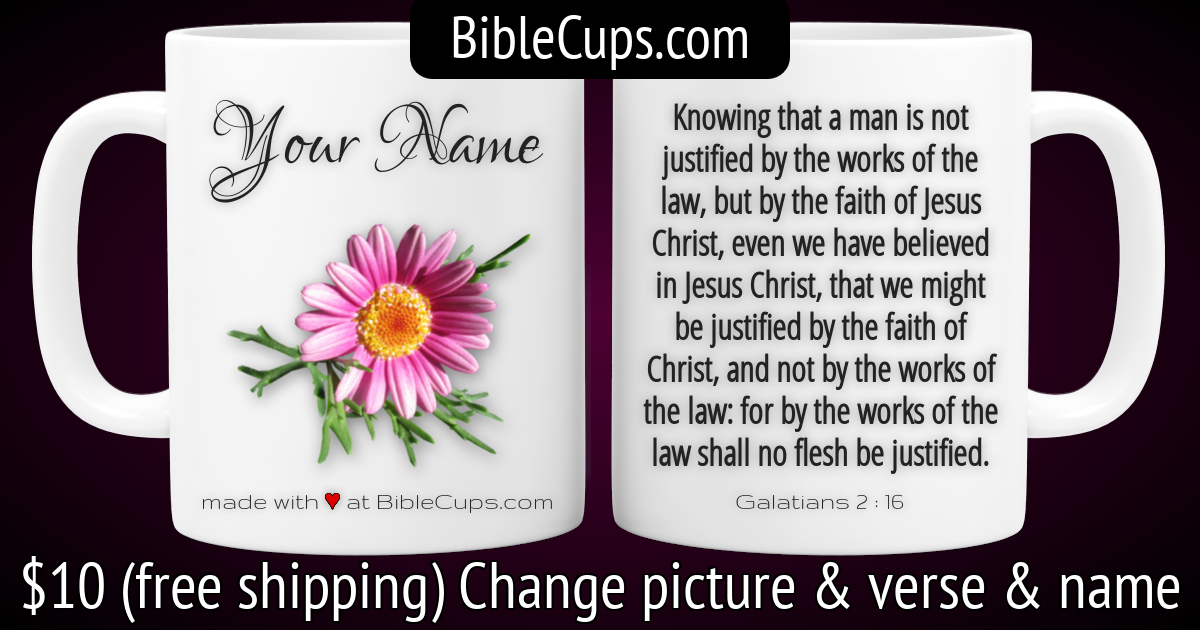 BibleCups.com
Your Name
made with ♥ at BibleCups.com
Knowing that a man is not
justified by the works of the
law, but by the faith of Jesus
Christ, even we have believed
in Jesus Christ, that we might
be justified by the faith of
Christ, and not by the works of
the law: for by the works of the
law shall no flesh be justified.
Galatians 2 : 16
$10 (free shipping) Change picture & verse & name